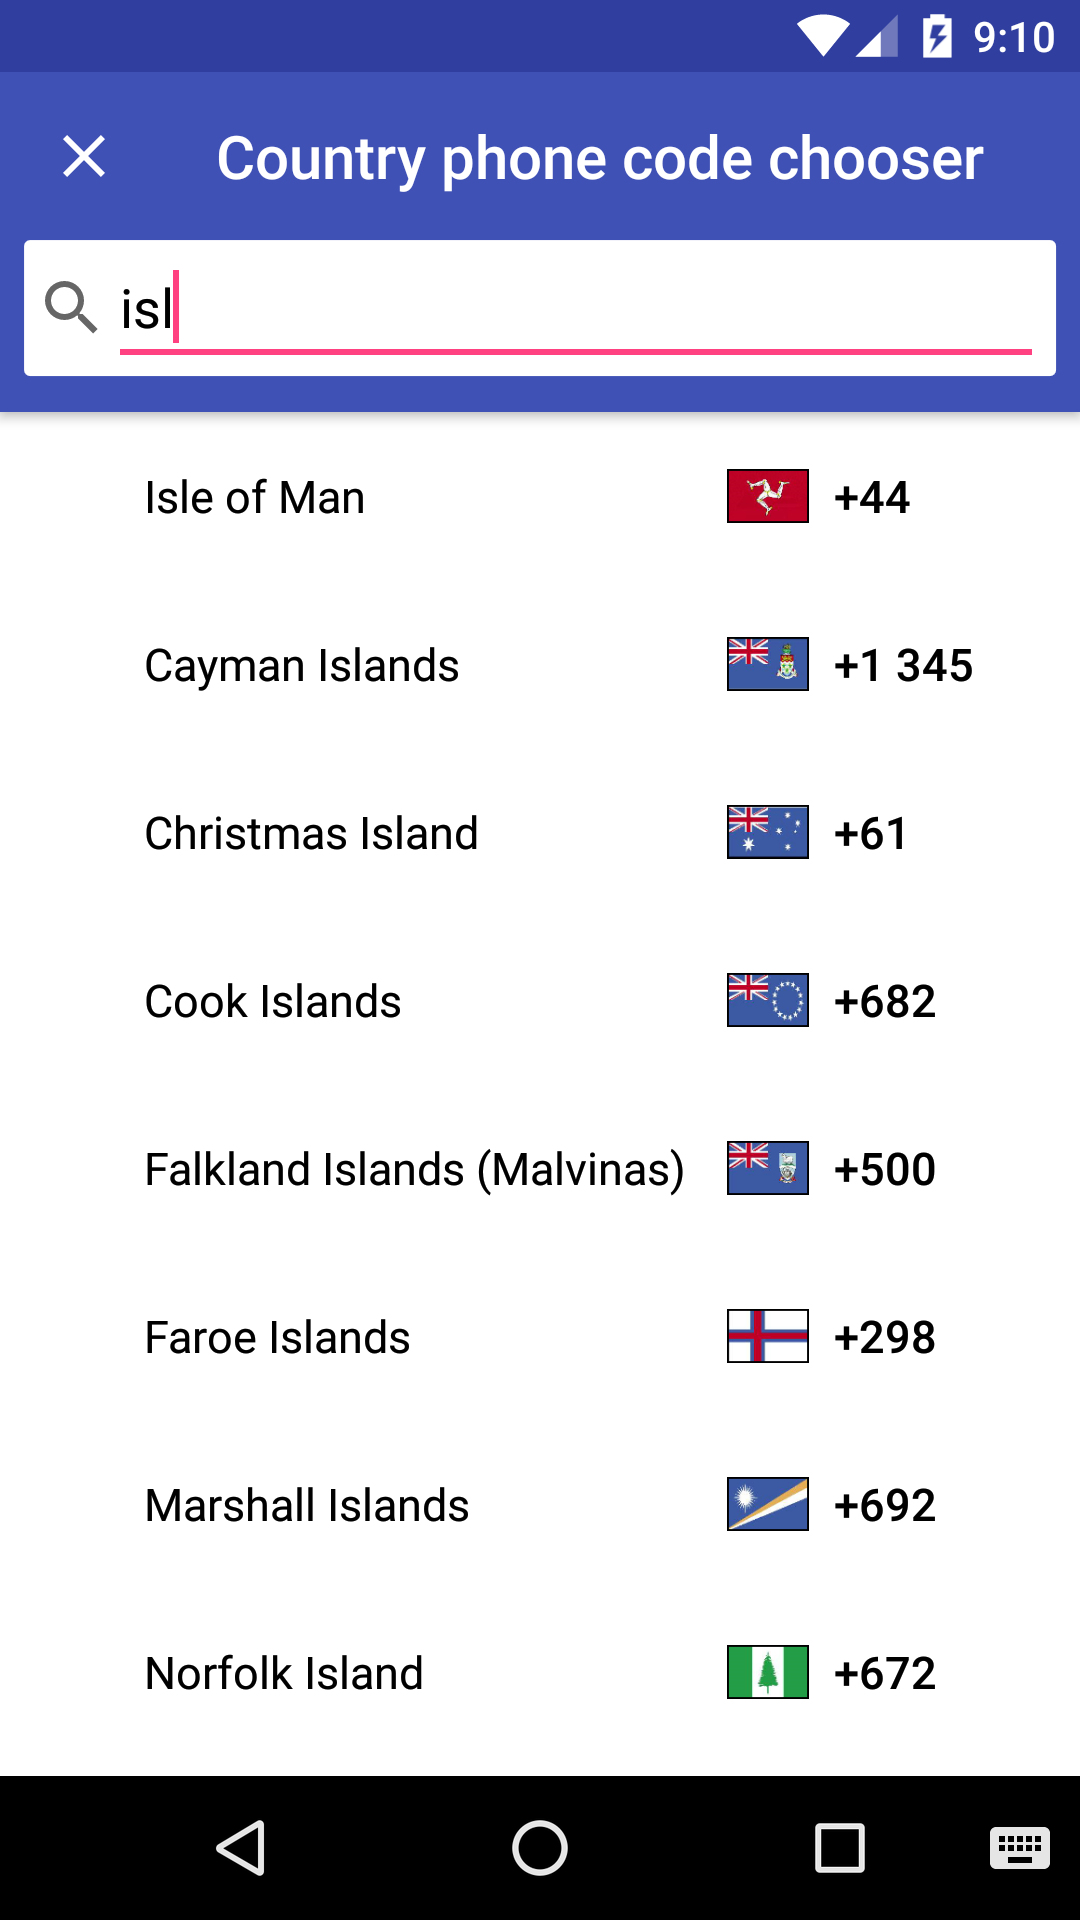 9:10
Country phone code chooser
isl
Isle of Man +44
Cayman Islands +1 345
Christmas Island +61
Cook Islands +682
Falkland Islands (Malvinas) +500
Faroe Islands +298
Marshall Islands +692
Norfolk Island +672